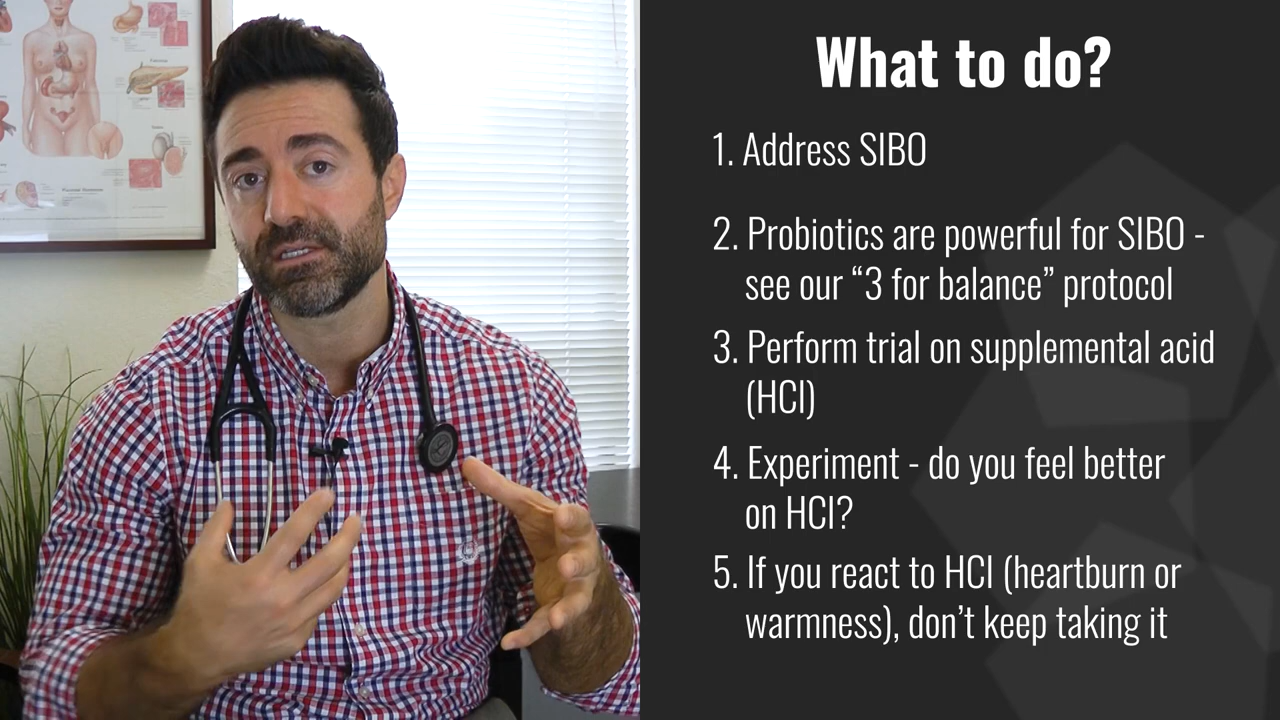 What to do?
1. Address SIBO
2. Probiotics are powerful for SIBO -
see our “3 for balance” protocol
3. Perform trial on supplemental acid
(HCl)
4. Experiment - do you feel better
on HCl?
5. If you react to HCl (heartburn or
warmness), don’t keep taking it